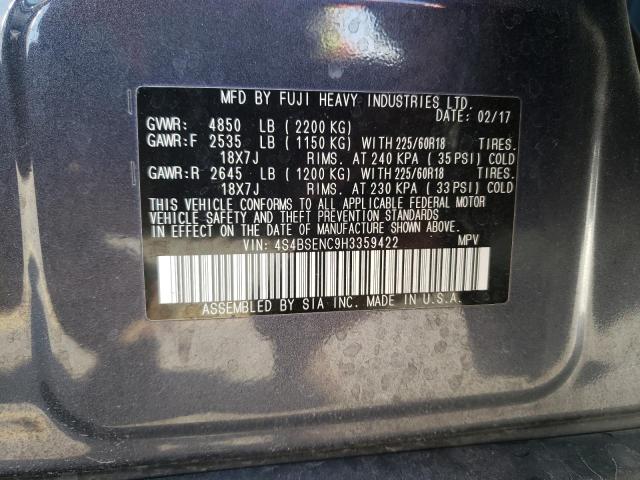 MFD BY FUJI HEAVY INDUSTRIES LTD.
DATE: 02/17
GVWR: 4850 LB ( 2200 KG)
GAWR:F 2535 LB ( 1150 KG) WITH 225/60R18 TIRES.
18X7J RIMS. AT 240 KPA ( 35 PSI) COLD
GAWR:R 2645 LB ( 1200 KG) WITH 225/60R18 TIRES.
18X7J RIMS. AT 230 KPA ( 33 PSI) COLD
THIS VEHICLE CONFORMS TO ALL APPLICABLE FEDERAL MOTOR
VEHICLE SAFETY AND THEFT PREVENTION STANDARDS
IN EFFECT ON THE DATE OF MANUFACTURE SHOWN ABOVE.
VIN: 4S4BSENC9H3359422 MPV
ASSEMBLED BY SIA INC. MADE IN U.S.A.